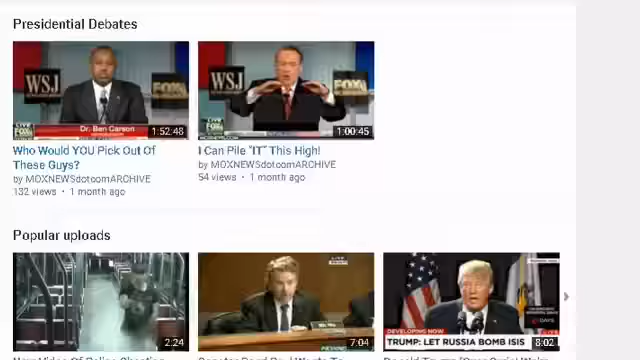 Presidential Debates
WSJ
Dr. Ben Carson
1:52:48
WSJ
FOX
1:00:45
Who Would YOU Pick Out Of
These Guys?
by MOXNEWSdotcomARCHIVE
132 views • 1 month ago
I Can Pile "IT" This High!
by MOXNEWSdotcomARCHIVE
54 views • 1 month ago
Popular uploads
2:24
7:04
DEVELOPING NOW
TRUMP: LET RUSSIA BOMB ISIS
8:02